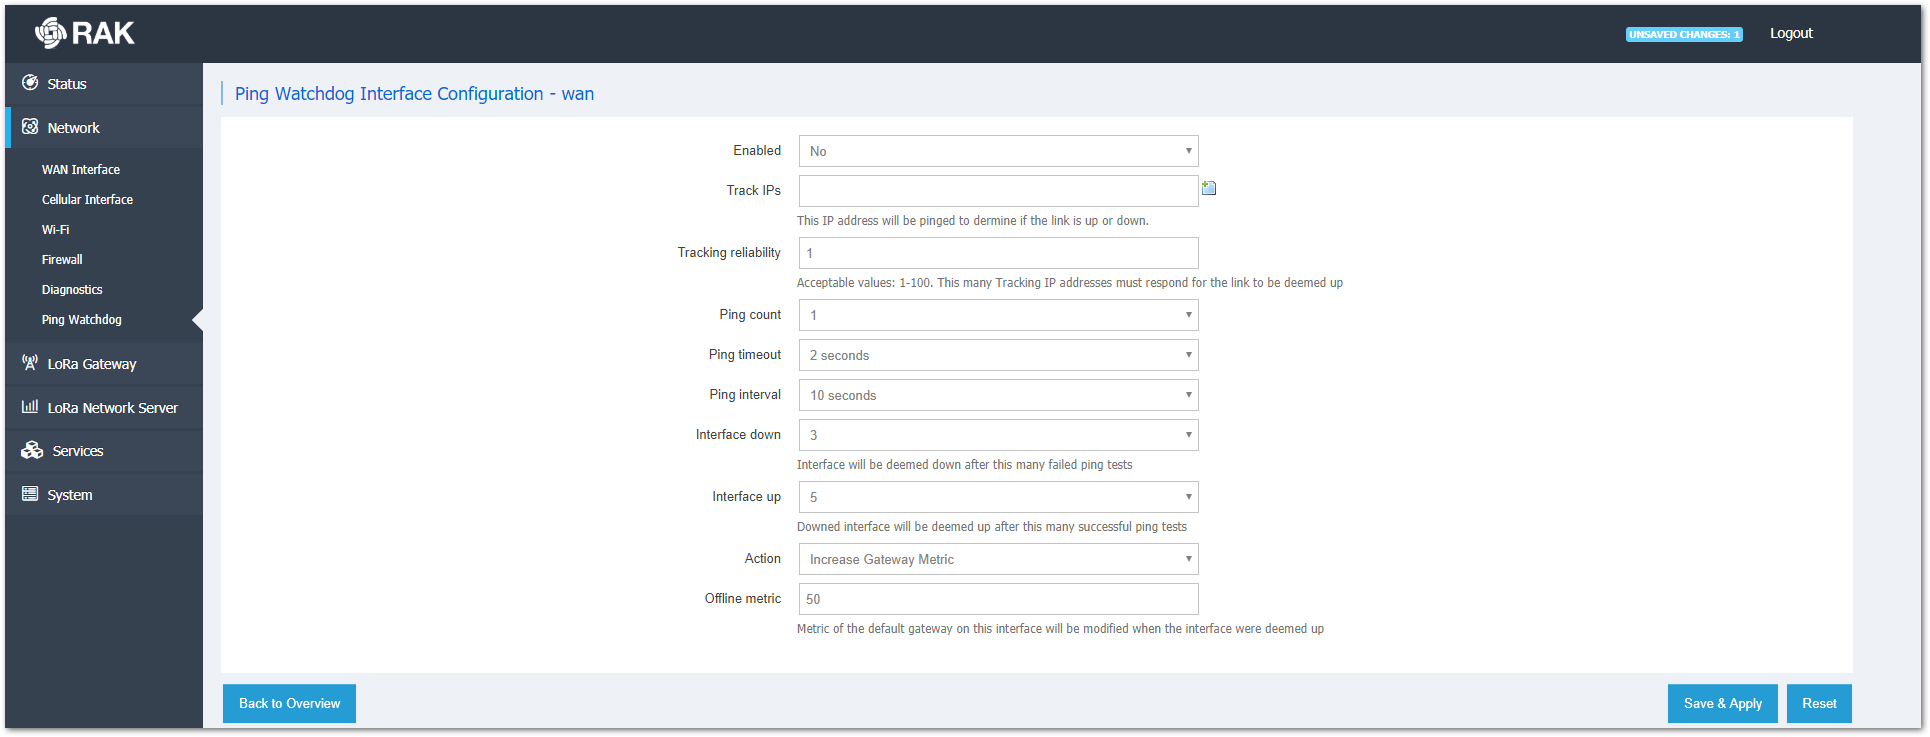 RAK
UNSAVED CHANGES: 1
Logout
Status
Network
WAN Interface
Cellular Interface
Wi-Fi
Firewall
Diagnostics
Ping Watchdog
LoRa Gateway
LoRa Network Server
Services
System
Ping Watchdog Interface Configuration - wan
Enabled No
Track IPs
This IP address will be pinged to dermine if the link is up or down.
Tracking reliability 1
Acceptable values: 1-100. This many Tracking IP addresses must respond for the link to be deemed up
Ping count 1
Ping timeout 2 seconds
Ping interval 10 seconds
Interface down 3
Interface will be deemed down after this many failed ping tests
Interface up 5
Downed interface will be deemed up after this many successful ping tests
Action Increase Gateway Metric
Offline metric 50
Metric of the default gateway on this interface will be modified when the interface were deemed up
Back to Overview
Save & Apply
Reset